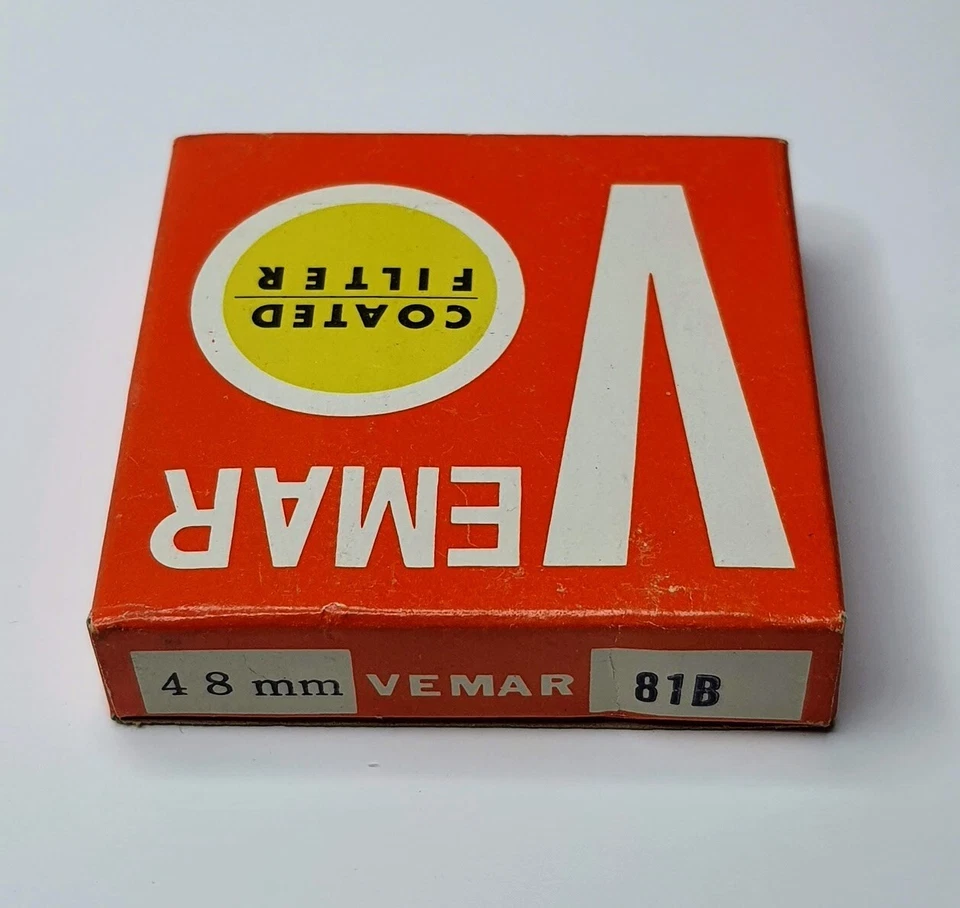 VEMAR
COATED
FILTER
48 mm VEMAR 81B